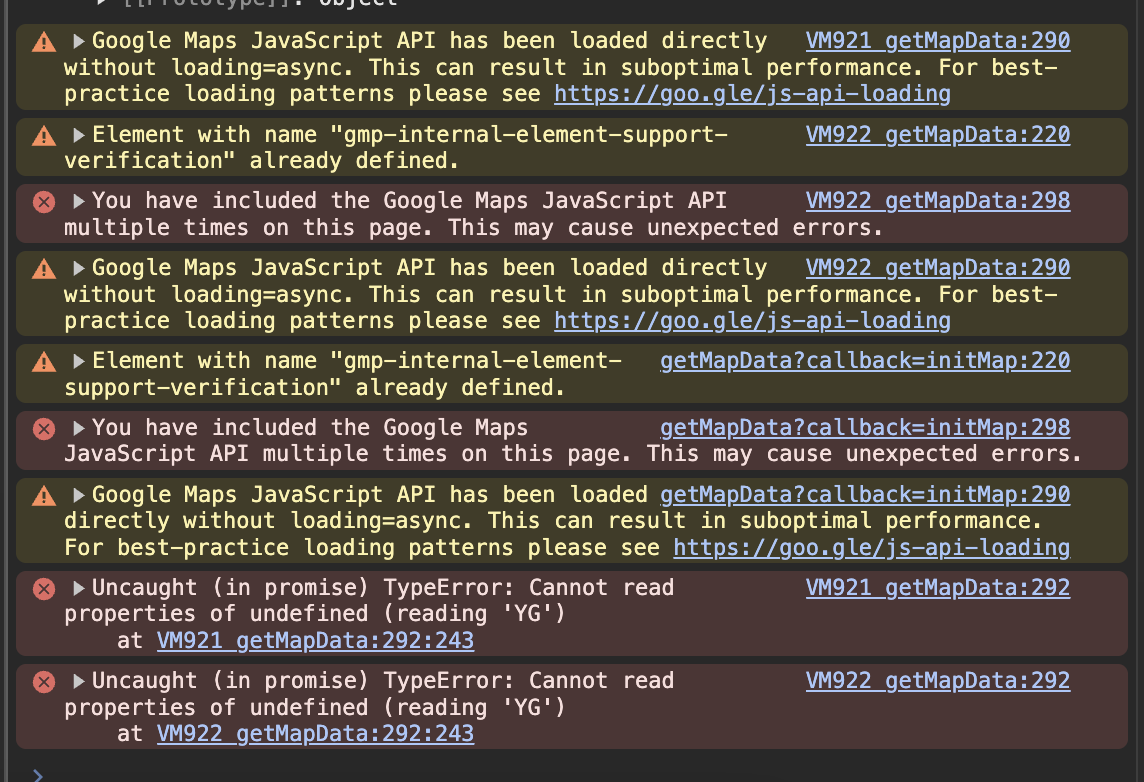 [[Prototype]]: Object
Google Maps JavaScript API has been loaded directly VM921 getMapData:290
without loading=async. This can result in suboptimal performance. For best-
practice loading patterns please see https://goo.gle/js-api-loading
Element with name "gmp-internal-element-support- VM922 getMapData:220
verification" already defined.
You have included the Google Maps JavaScript API VM922 getMapData:298
multiple times on this page. This may cause unexpected errors.
Google Maps JavaScript API has been loaded directly VM922 getMapData:290
without loading=async. This can result in suboptimal performance. For best-
practice loading patterns please see https://goo.gle/js-api-loading
Element with name "gmp-internal-element- getMapData?callback=initMap:220
support-verification" already defined.
You have included the Google Maps getMapData?callback=initMap:298
JavaScript API multiple times on this page. This may cause unexpected errors.
Google Maps JavaScript API has been loaded getMapData?callback=initMap:290
directly without loading=async. This can result in suboptimal performance.
For best-practice loading patterns please see https://goo.gle/js-api-loading
Uncaught (in promise) TypeError: Cannot read VM921 getMapData:292
properties of undefined (reading 'YG')
at VM921 getMapData:292:243
Uncaught (in promise) TypeError: Cannot read VM922 getMapData:292
properties of undefined (reading 'YG')
at VM922 getMapData:292:243